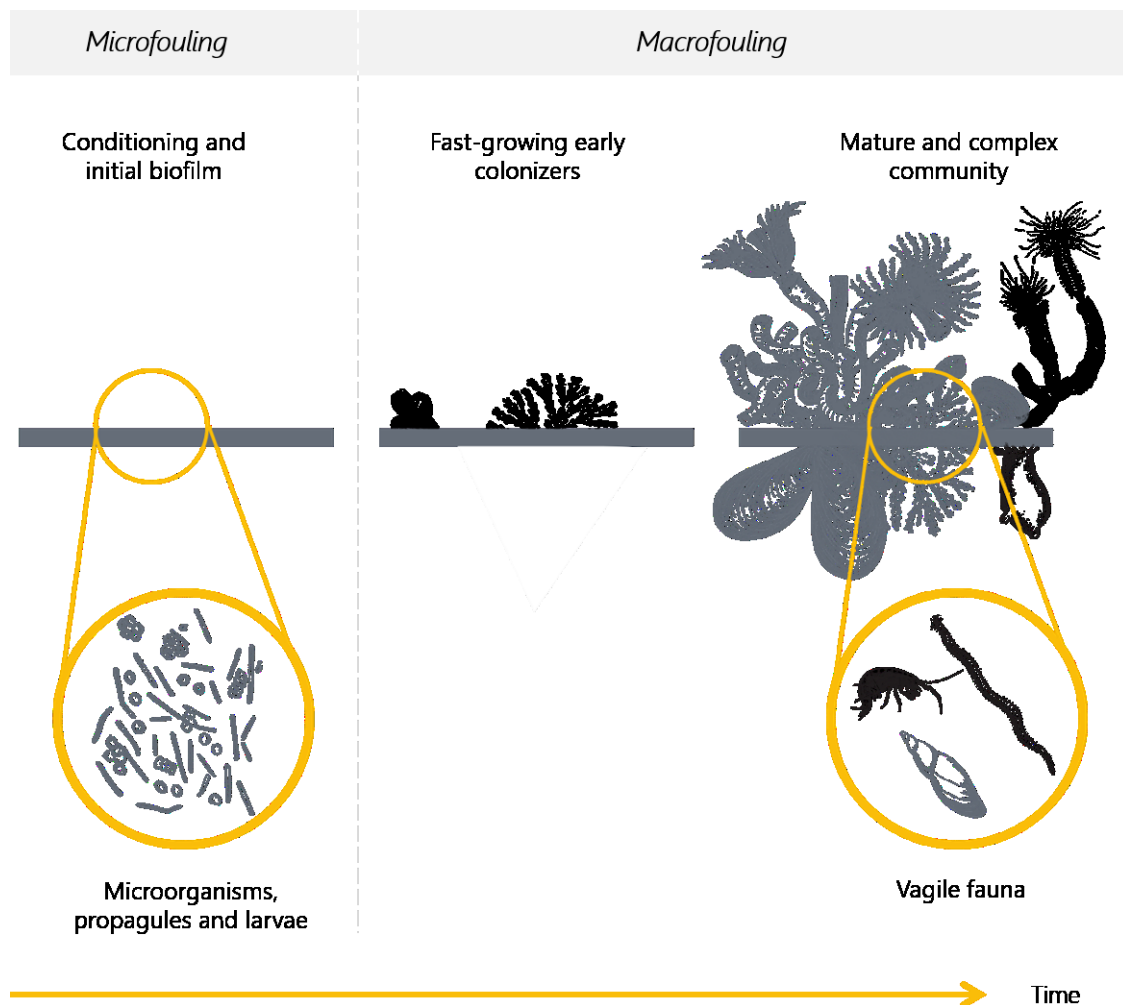 Microfouling
Macrofouling
Conditioning and
initial biofilm
Fast-growing early
colonizers
Mature and complex
community
Microorganisms,
propagules and larvae
Vagile fauna
Time